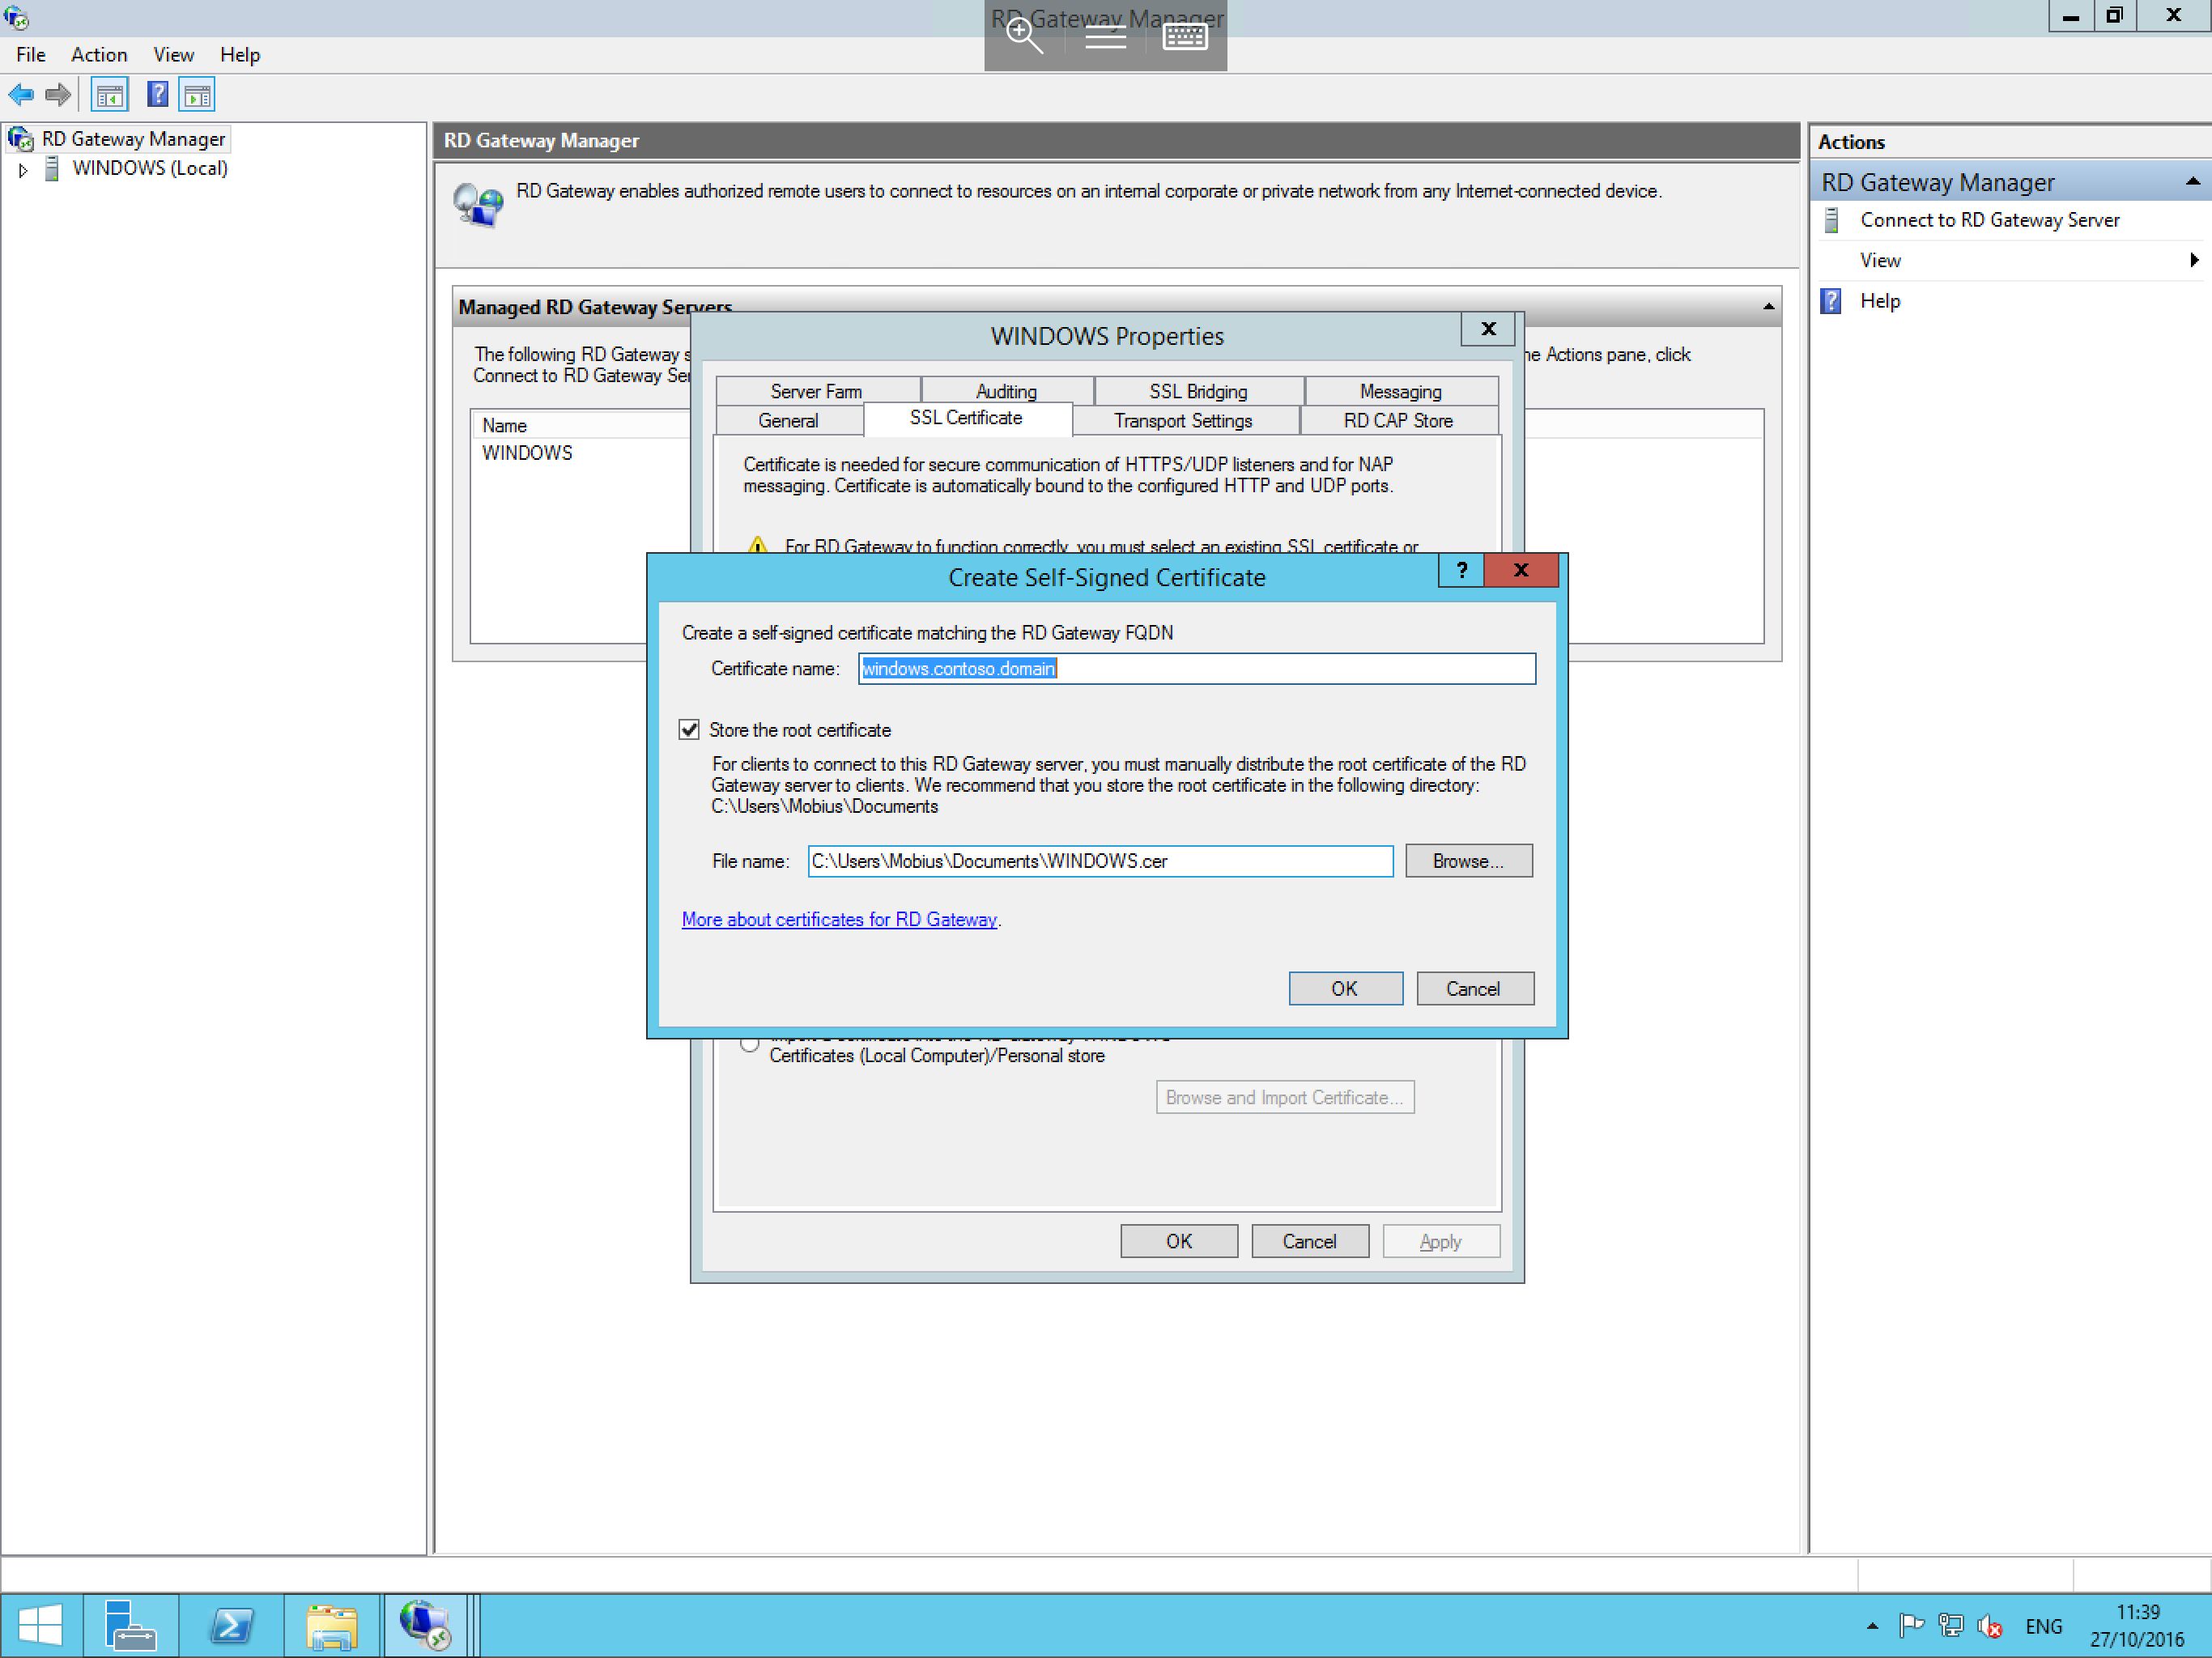 RD Gateway Manager
File Action View Help
RD Gateway Manager
WINDOWS (Local)
RD Gateway Manager
RD Gateway enables authorized remote users to connect to resources on an internal corporate or private network from any Internet-connected device.
Managed RD Gateway Servers
The following RD Gateway s
he Actions pane, click
Connect to RD Gateway Ser
Name
WINDOWS
Actions
RD Gateway Manager
Connect to RD Gateway Server
View
Help
WINDOWS Properties
Server Farm Auditing SSL Bridging Messaging
General SSL Certificate Transport Settings RD CAP Store
Certificate is needed for secure communication of HTTPS/UDP listeners and for NAP
messaging. Certificate is automatically bound to the configured HTTP and UDP ports.
For RD Gateway to function correctly, you must select an existing SSL certificate or
Create Self-Signed Certificate
Create a self-signed certificate matching the RD Gateway FQDN
Certificate name: windows.contoso.domain
Store the root certificate
For clients to connect to this RD Gateway server, you must manually distribute the root certificate of the RD
Gateway server to clients. We recommend that you store the root certificate in the following directory:
C:\Users\Mobius\Documents
File name: C:\Users\Mobius\Documents\WINDOWS.cer Browse...
More about certificates for RD Gateway.
OK Cancel
Import a certificate into the RD Gateway WINDOWS
Certificates (Local Computer)/Personal store
Browse and Import Certificate...
OK Cancel Apply
ENG
11:39
27/10/2016